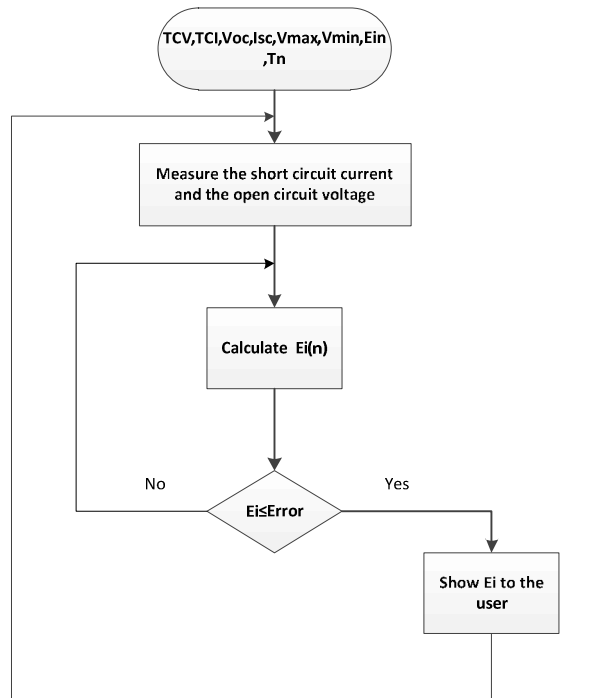 TCV,TCI,Voc,Isc,Vmax,Vmin,Ein
,Tn
Measure the short circuit current
and the open circuit voltage
Calculate Ei(n)
No
Yes
Ei≤Error
Show Ei to the
user